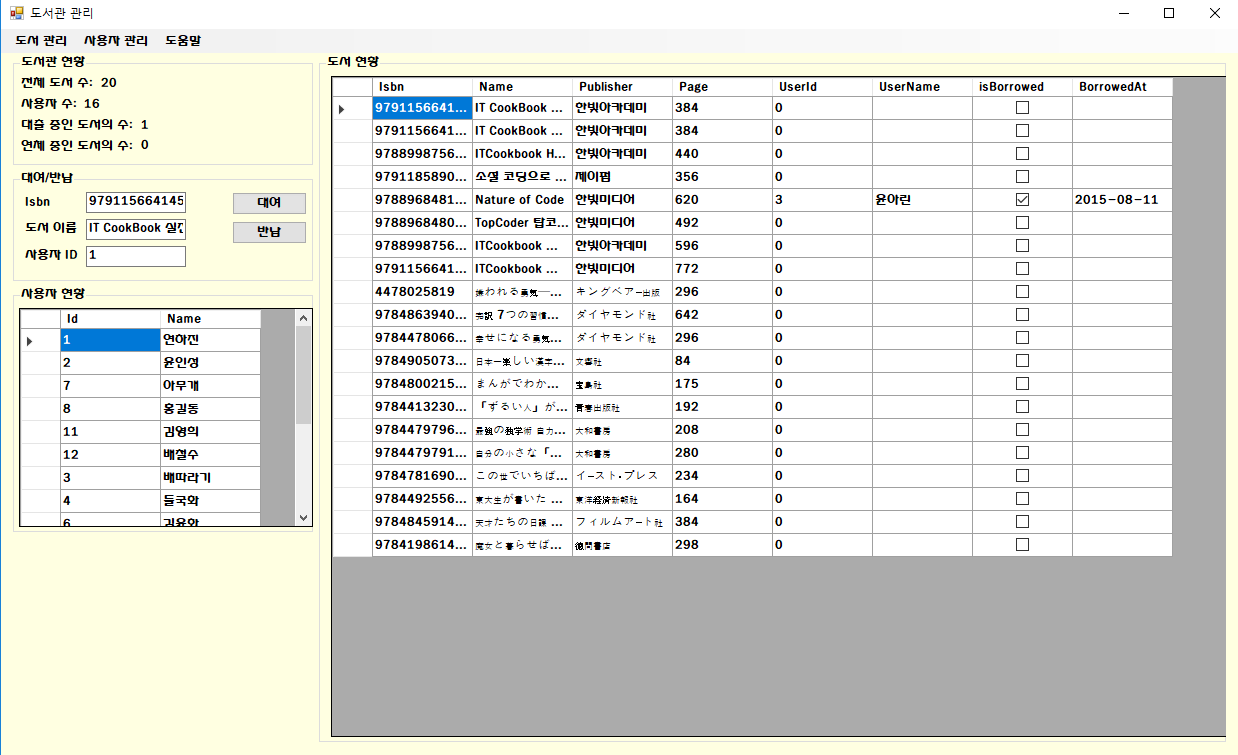 도서관 관리
도서 관리 사용자 관리 도움말
도서관 현황
전체 도서 수: 20
사용자 수: 16
대출 중인 도서의 수: 1
연체 중인 도서의 수: 0
대여/반납
Isbn 979115664145 대여
도서 이름 IT CookBook 실전 반납
사용자 ID 1
사용자 현황
Id Name
1 연하진
2 윤인성
7 아무개
8 홍길동
11 김영희
12 배철수
3 배따라기
4 들국화
6
도서 현황
Isbn Name Publisher Page UserId UserName isBorrowed BorrowedAt
9791156641... IT CookBook ... 한빛아카데미 384 0
9791156641... IT CookBook ... 한빛아카데미 384 0
9788998756... ITCookbook H... 한빛아카데미 440 0
9791185890... 소셜 코딩으로 ... 제이펍 356 0
9788968481... Nature of Code 한빛미디어 620 3 윤아린 2015-08-11
9788968480... TopCoder 탑코... 한빛미디어 492 0
9788998756... ITCookbook ... 한빛아카데미 596 0
9791156641... ITCookbook ... 한빛미디어 772 0
4478025819 嫌われる勇気―... キングベアー出版 296 0
9784863940... 完訳 7つの習慣... ダイヤモンド社 642 0
9784478066... 幸せになる勇気... ダイヤモンド社 296 0
9784905073... 日本一楽しい漢字... 文響社 84 0
9784800215... まんがでわか... 宝島社 175 0
9784413230... 「ずるい人」が... 青春出版社 192 0
9784479796... 最強の独学術 自力... 大和書房 208 0
9784479791... 自分の小さな「... 大和書房 280 0
9784781690... この世でいちば... イースト・プレス 234 0
9784492556... 東大生が書いた ... 東洋経済新報社 164 0
9784845914... 天才たちの日課 ... フィルムアート社 384 0
9784198614... 魔女と暮らせば... 徳間書店 298 0